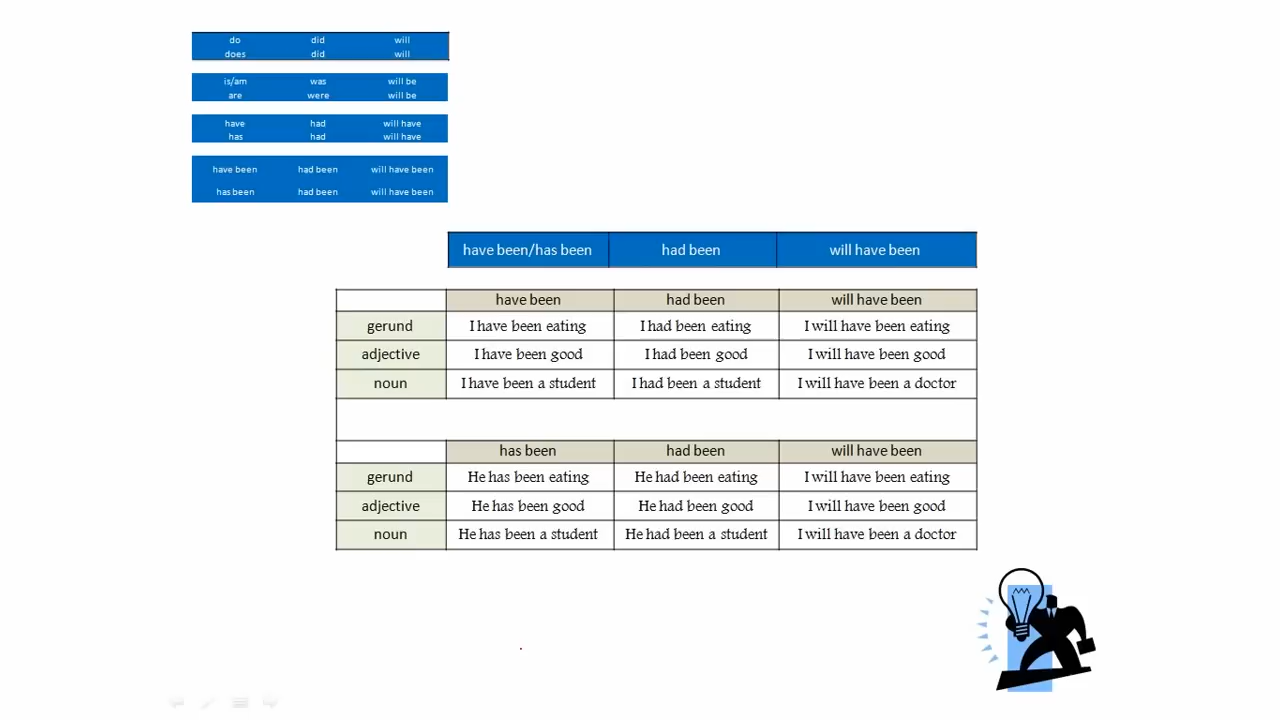 do did will
does did will
is/am was will be
are were will be
have had will have
has had will have
have been had been will have been
has been had been will have been
have been/has been had been will have been
have been had been will have been
gerund I have been eating I had been eating I will have been eating
adjective I have been good I had been good I will have been good
noun I have been a student I had been a student I will have been a doctor
has been had been will have been
gerund He has been eating He had been eating I will have been eating
adjective He has been good He had been good I will have been good
noun He has been a student He had been a student I will have been a doctor